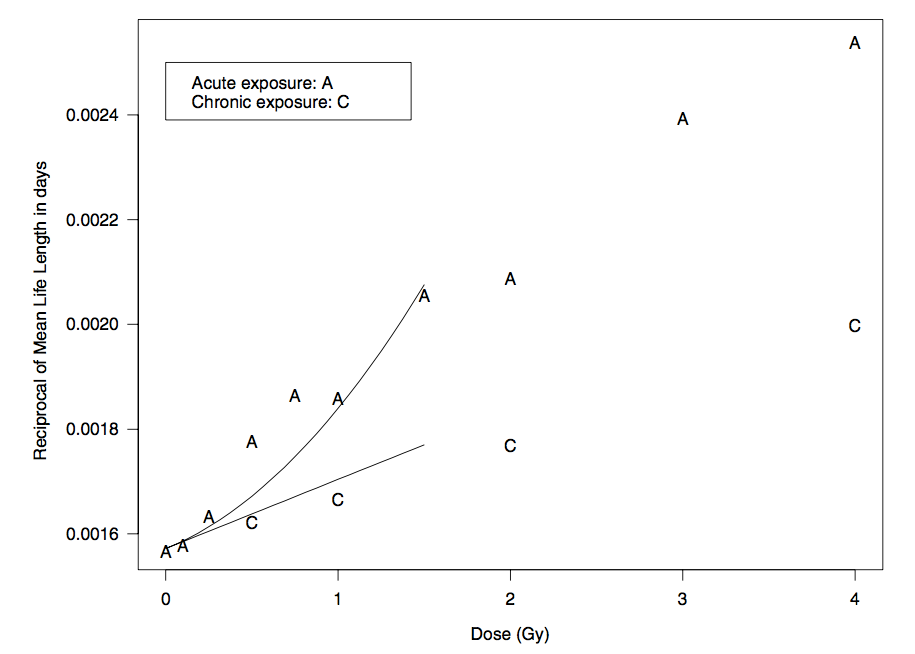 Acute exposure: A
Chronic exposure: C
Reciprocal of Mean Life Length in days
0.0024
0.0022
0.0020
0.0018
0.0016
A
A
A
A
C
A
A
A
C
C
A
C
A
A
0 1 2 3 4
Dose (Gy)